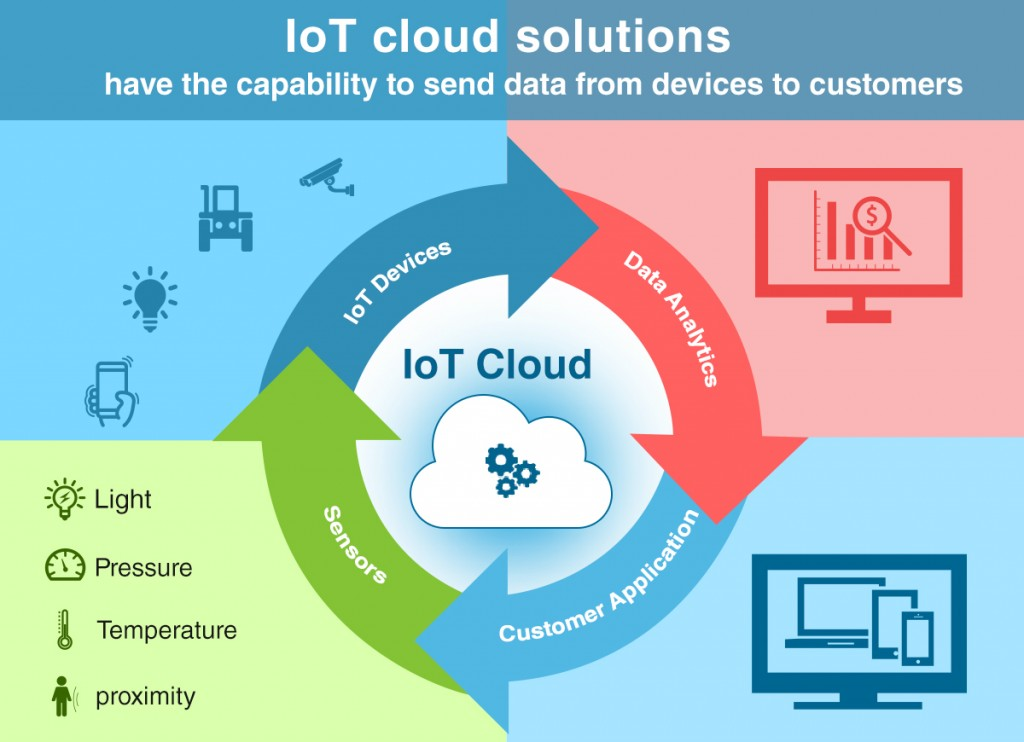 IoT cloud solutions
have the capability to send data from devices to customers
IoT Devices
Data Analytics
$
IoT Cloud
Sensors
Customer Application
Light
Pressure
Temperature
proximity